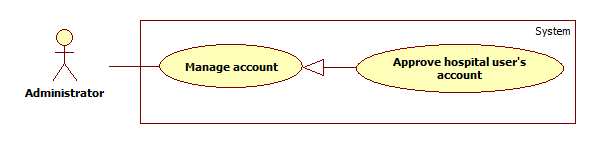 System
Manage account
Approve hospital user's
account
Administrator